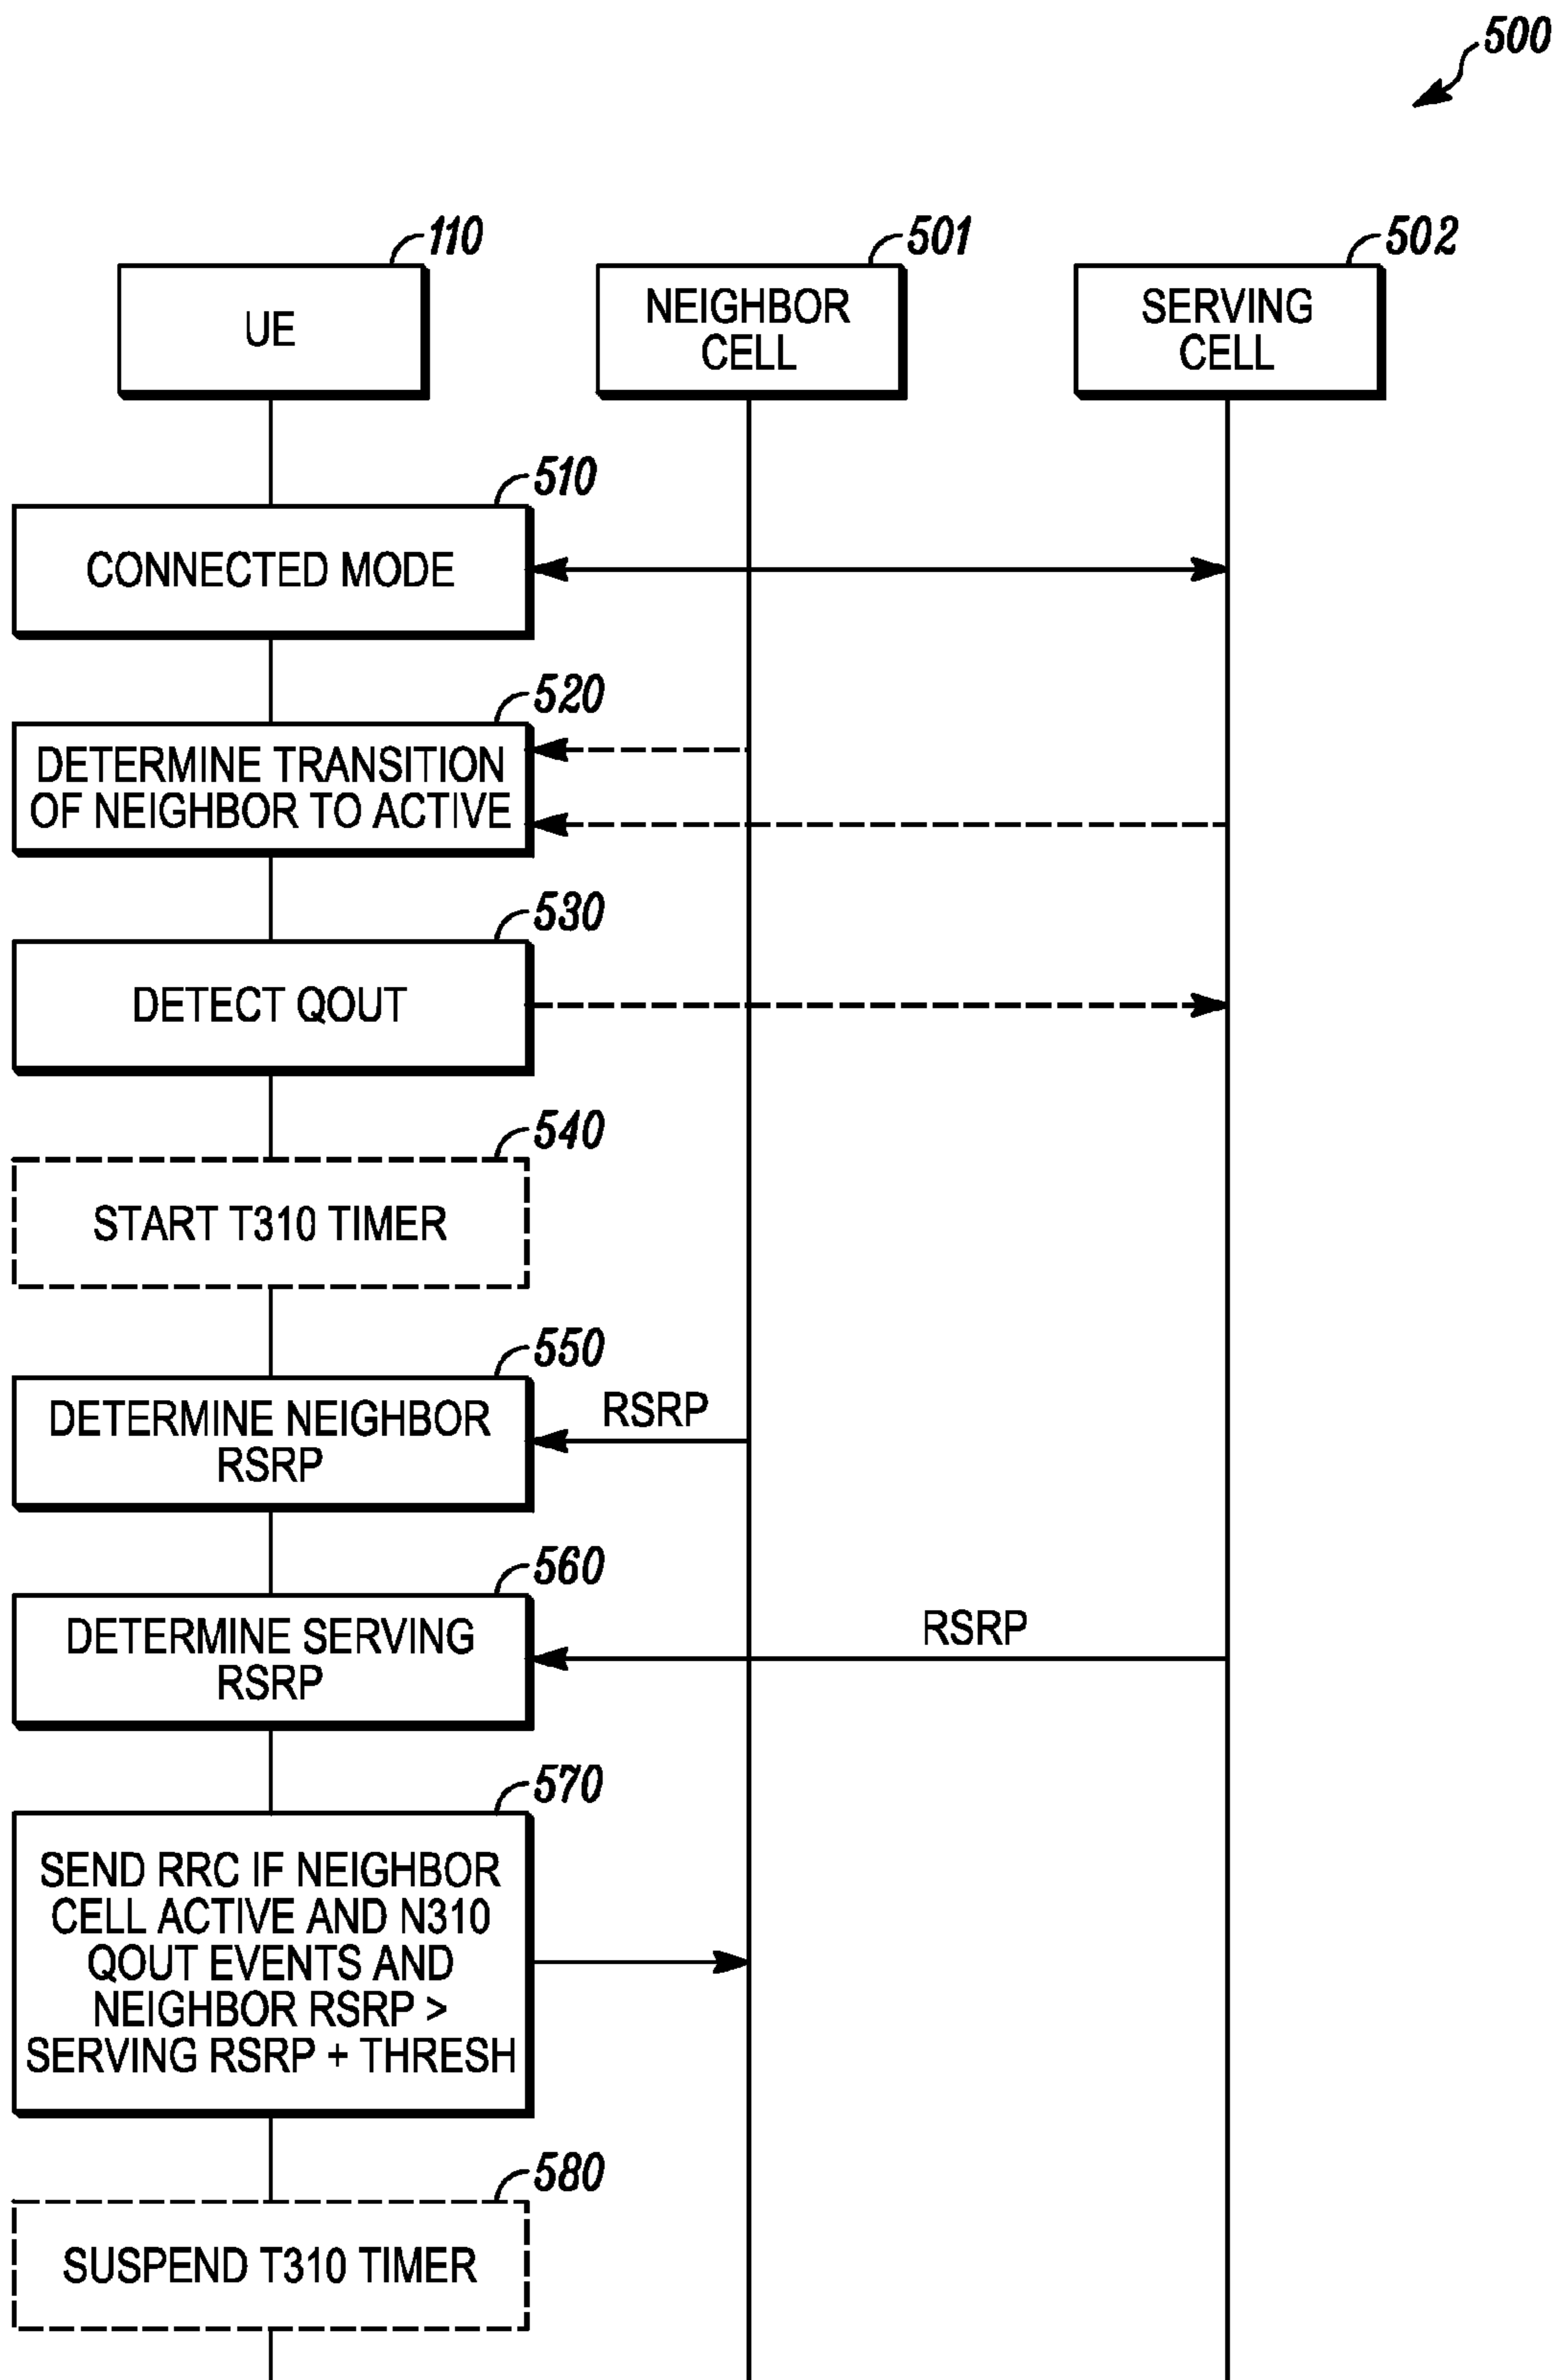 500
110
501
502
UE
NEIGHBOR
CELL
SERVING
CELL
510
CONNECTED MODE
520
DETERMINE TRANSITION
OF NEIGHBOR TO ACTIVE
530
DETECT QOUT
540
START T310 TIMER
550
DETERMINE NEIGHBOR
RSRP
RSRP
560
DETERMINE SERVING
RSRP
RSRP
570
SEND RRC IF NEIGHBOR
CELL ACTIVE AND N310
QOUT EVENTS AND
NEIGHBOR RSRP >
SERVING RSRP + THRESH
580
SUSPEND T310 TIMER